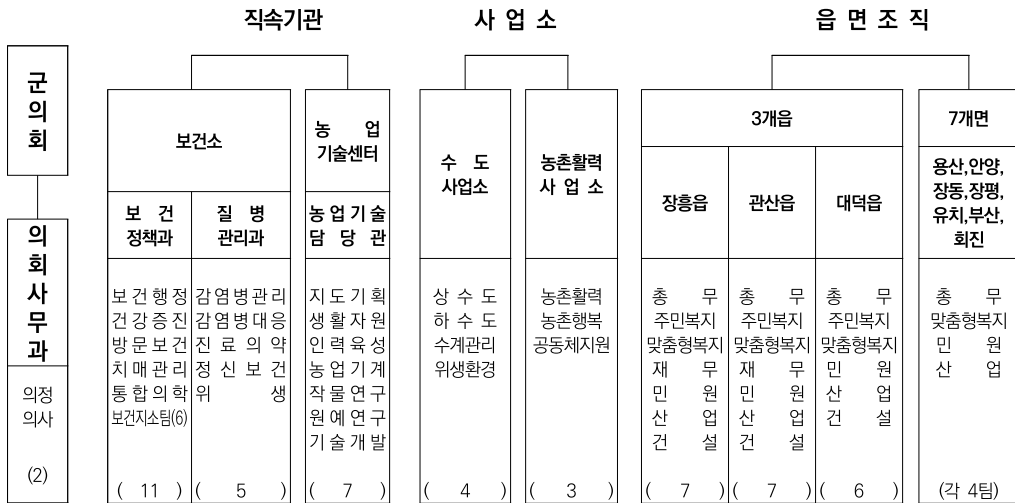 직속기관
사 업 소
읍 면 조 직
군
의
회
의
회
사
무
과
의정
의사
(2)
보건소
보 건
정책과
보 건 행 정
건 강 증 진
방 문 보 건
치 매 관 리
통 합 의 학
보건지소팀(6)
( 11 )
질 병
관리과
감염병관리
감염병대응
진 료 의 약
정 신 보 건
위 생
( 5 )
농 업
기술센터
농 업 기 술
담 당 관
지 도 기 획
생 활 자 원
인 력 육 성
농 업 기 계
작 물 연 구
원 예 연 구
기 술 개 발
( 7 )
수 도
사업소
상 수 도
하 수 도
수계관리
위생환경
( 4 )
농촌활력
사 업 소
농촌활력
농촌행복
공동체지원
( 3 )
3개읍
장흥읍
총 무
주민복지
맞춤형복지
재 무
민 원
산 업
건 설
( 7 )
관산읍
총 무
주민복지
맞춤형복지
재 무
민 원
산 업
건 설
( 7 )
대덕읍
총 무
주민복지
맞춤형복지
민 원
산 업
건 설
( 6 )
7개면
용산,안양,
장동,장평,
유치,부산,
회진
총 무
맞춤형복지
민 원
산 업
(각 4팀)